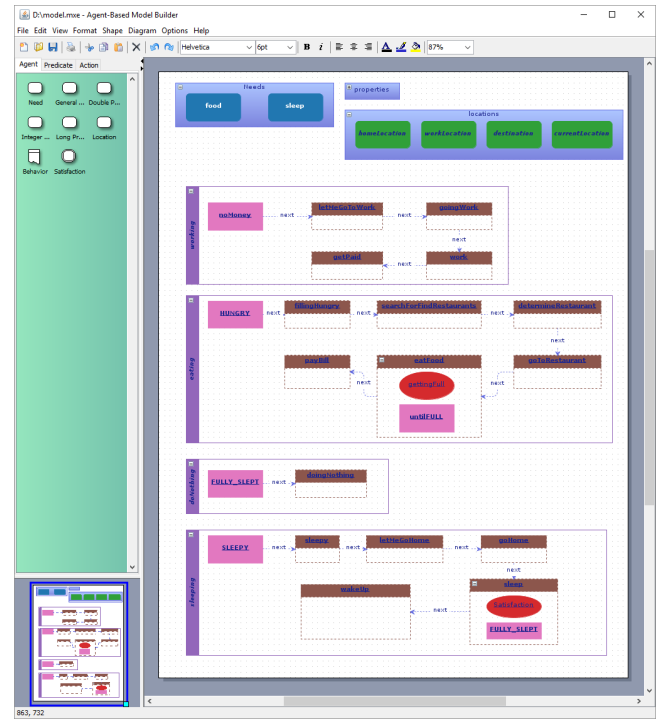 D:\model.mxe - Agent-Based Model Builder
File Edit View Format Shape Diagram Options Help
Helvetica 6pt B i A 87%
Agent Predicate Action
Need General ... Double P...
Integer ... Long Pr... Location
Behavior Satisfaction
Needs
food sleep
properties
locations
homeLocation workLocation destination currentLocation
working
noMoney next letMeGoToWork next goingWork
next
getPaid next work
eating
HUNGRY next fillingHungry next searchForFindRestaurants next determineRestaurant
next
payBill next eatFood next goToRestaurant
gettingFull
untilFULL
doNothing
FULLY_SLEPT next doingNothing
sleeping
SLEEPY next sleepy next letMeGoHome next goHome
next
wakeUp next sleep
Satisfaction
FULLY_SLEPT
863, 732